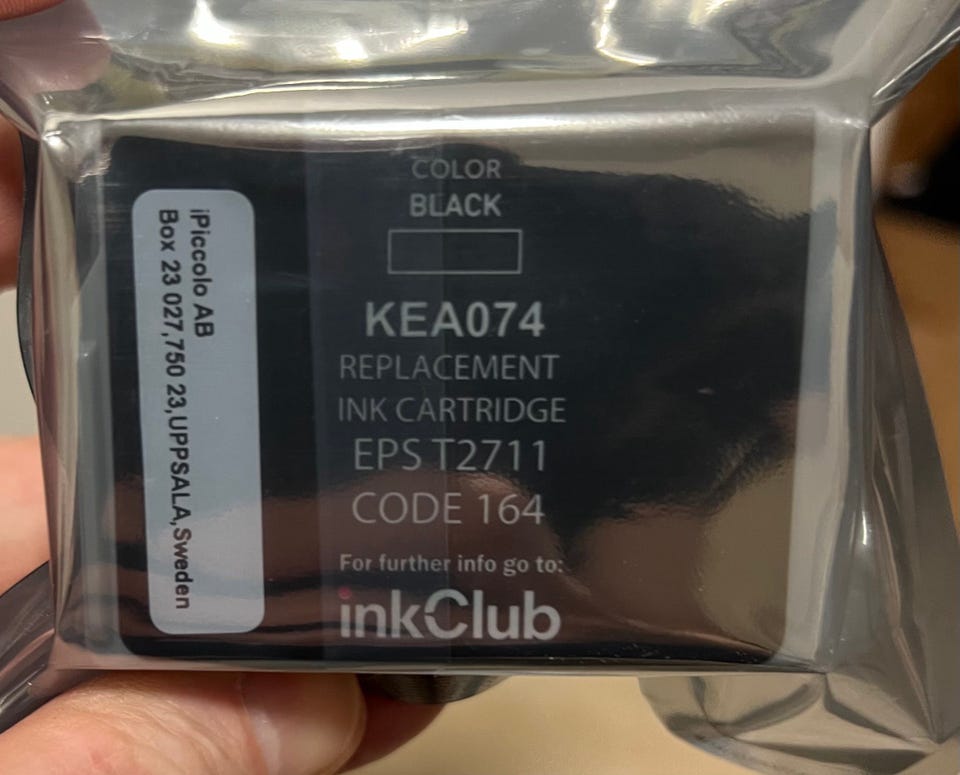 COLOR
BLACK
KEA074
REPLACEMENT
INK CARTRIDGE
EPS T2711
CODE 164
For further info go to:
inkClub
iPiccolo AB
Box 23 027,750 23,UPPSALA,Sweden